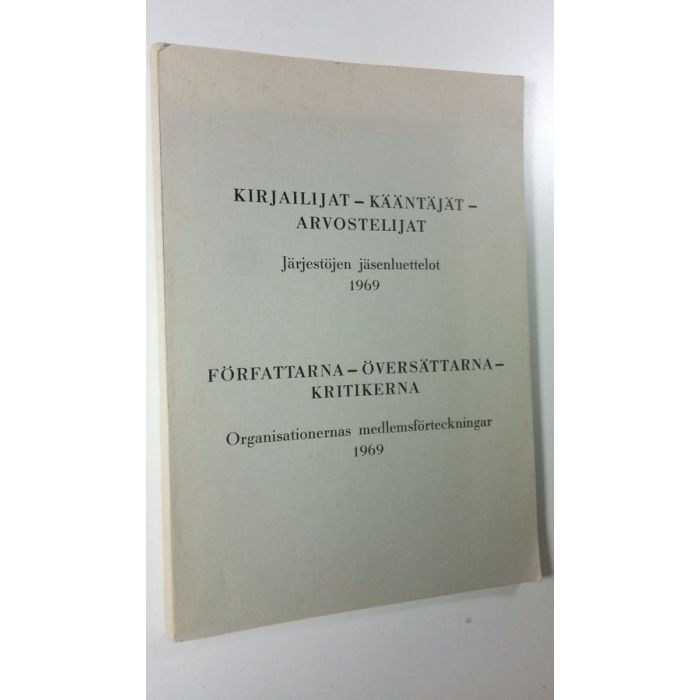 KIRJAILIJAT – KÄÄNTÄJÄT –
ARVOSTELIJAT
Järjestöjen jäsenluettelot
1969
FÖRFATTARNA – ÖVERSÄTTARNA –
KRITIKERNA
Organisationernas medlemsförteckningar
1969